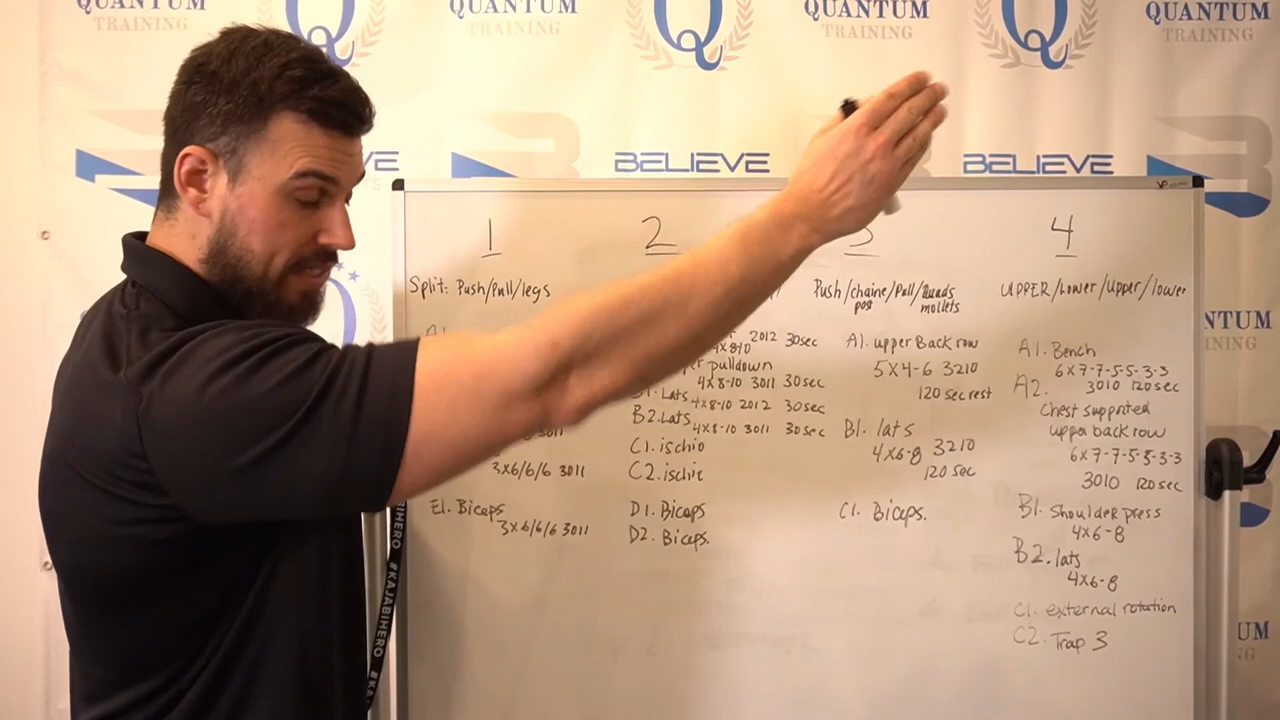 QUANTUM
TRAINING
QUANTUM
TRAINING
Q
QUANTUM
TRAINING
Q
QUANTUM
TRAINING
BELIEVE
BELIEVE
1
Split: Push/Pull/legs
3X6/6/6 3011
E1. Biceps
3X6/6/6 3011
2
2012 30sec
4X8-10
pulldown
4X8-10 3011 30sec
Lats
4X8-10 2012 30sec
B2. Lats
4X8-10 3011 30sec
C1. ischio
C2. ischio
D1. Biceps
D2. Biceps.
3
Push/chaine/Pull/Quads
pos mollets
A1. upper Back row
5X4-6 3210
120 sec rest
B1. lats
4X6-8 3210
120 sec
C1. Biceps.
4
UPPER/Lower/Upper/lower
A1. Bench
6X7-7-5-5-3-3
3010 120sec
A2.
Chest supported
upper back row
6X7-7-5-5-3-3
3010 120sec
B1. Shoulder press
4X6-8
B2. lats
4X6-8
C1. external rotation
C2. Trap 3
#KAJABIHERO